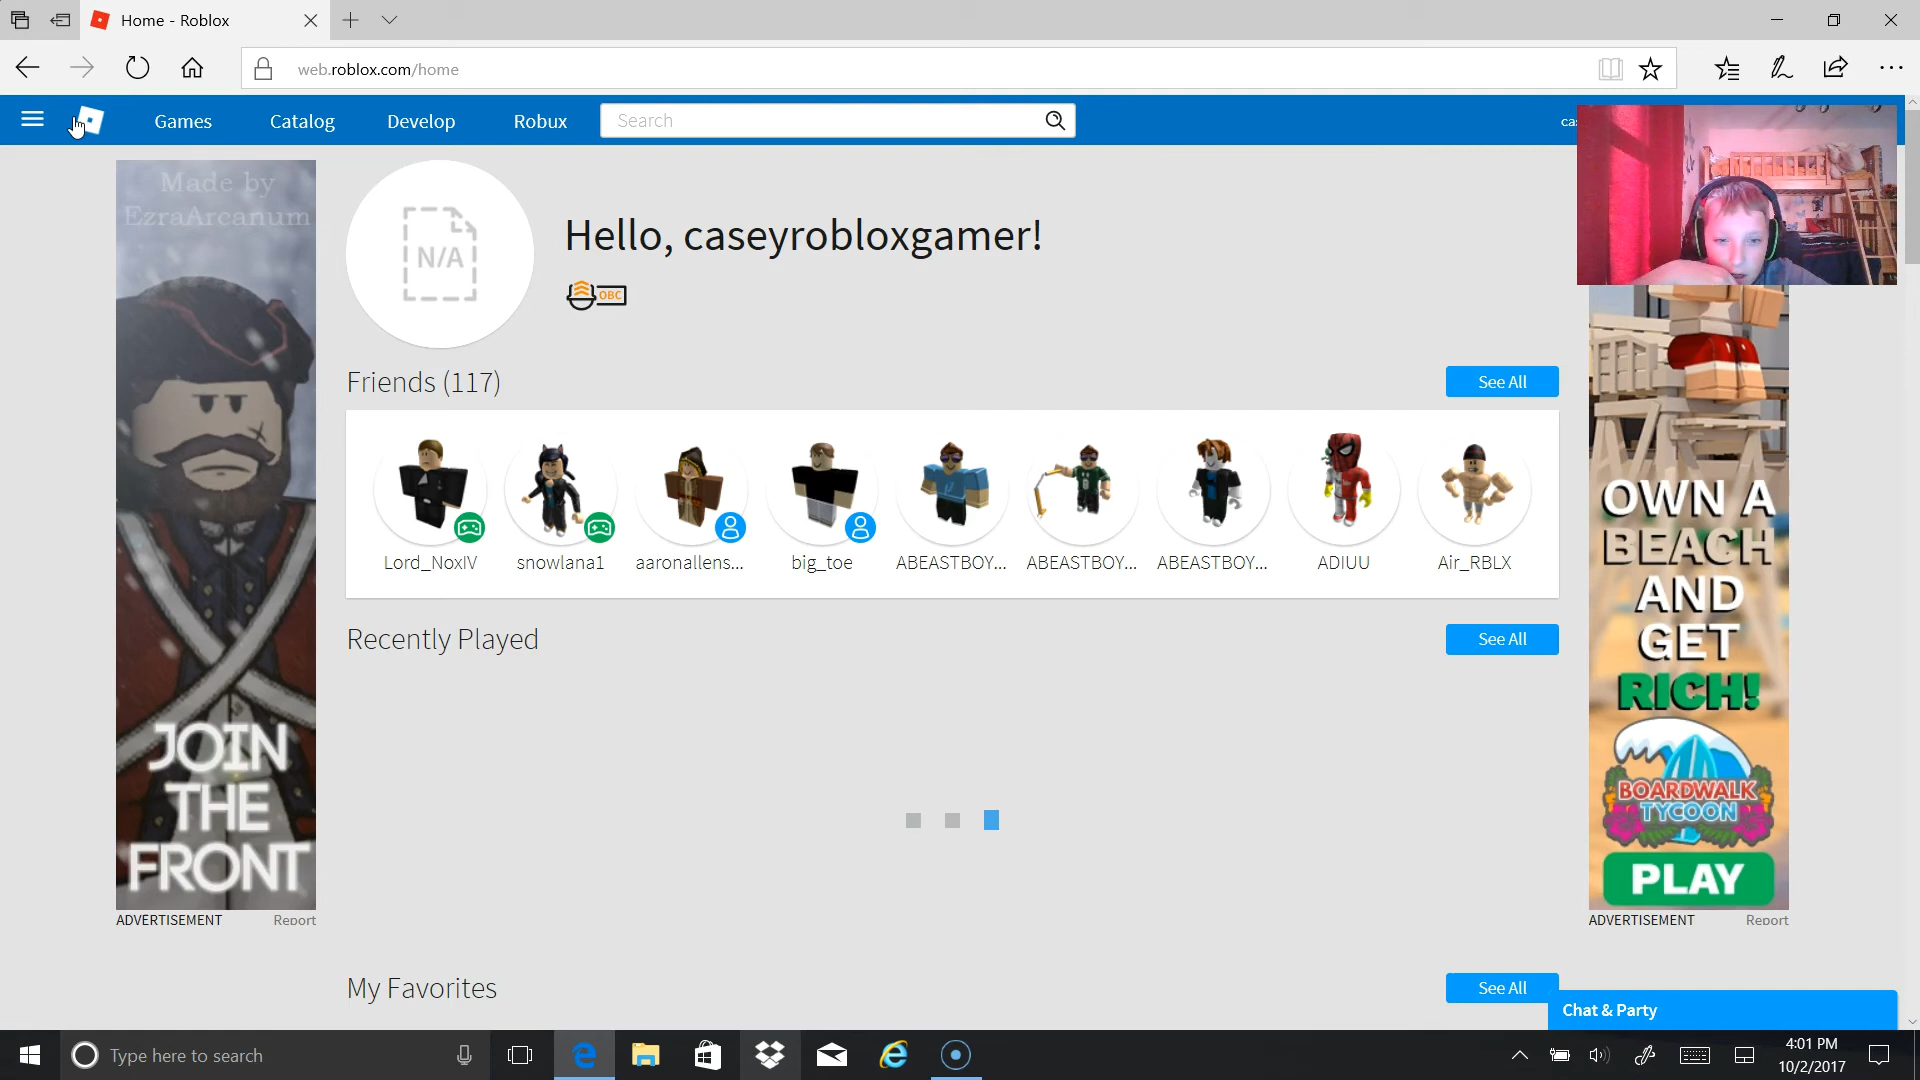 Home - Roblox
web.roblox.com/home
Games
Catalog
Develop
Robux
Search
Made by
EzraArcanum
JOIN
THE
FRONT
ADVERTISEMENT
Report
N/A
Hello, caseyrobloxgamer!
OBC
Friends (117)
See All
Lord_NoxIV
snowlana1
aaronallens...
big_toe
ABEASTBOY...
ABEASTBOY...
ABEASTBOY...
ADIUU
Air_RBLX
Recently Played
See All
My Favorites
See All
OWN A
BEACH
AND
GET
RICH!
BOARDWALK
TYCOON
PLAY
ADVERTISEMENT
Report
Chat & Party
Type here to search
4:01 PM
10/2/2017